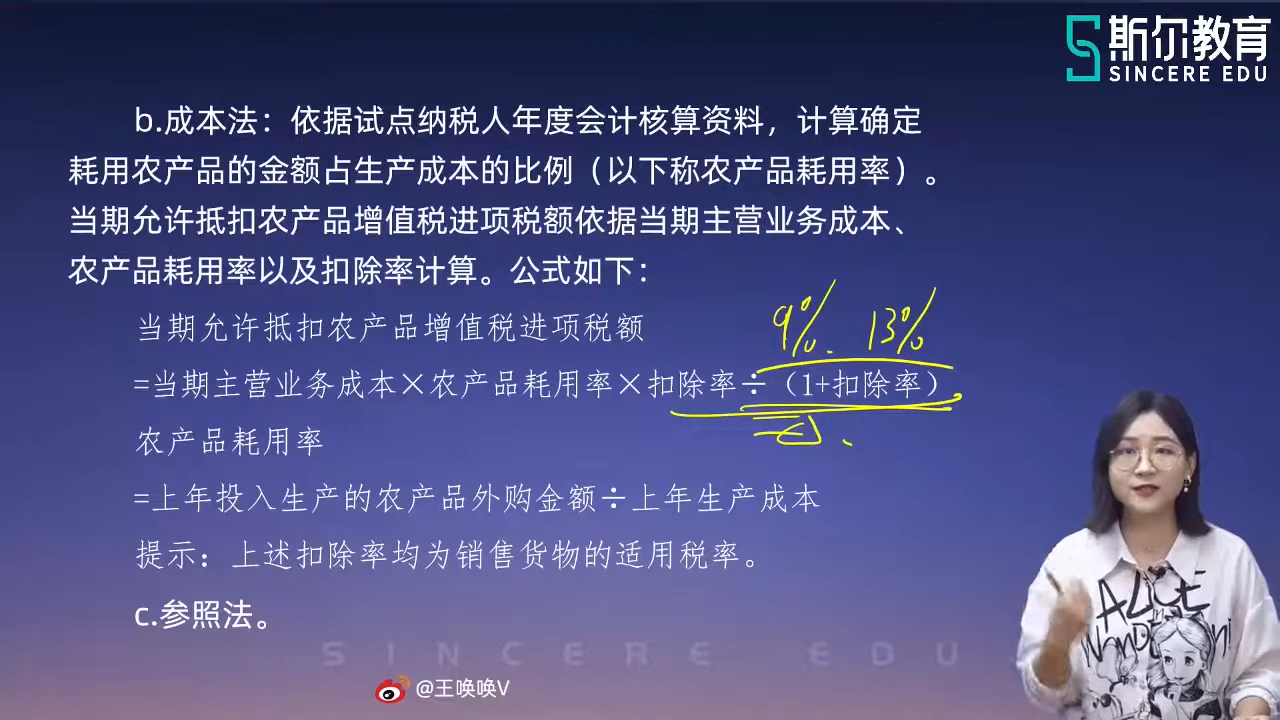 斯尔教育
SINCERE EDU
b.成本法：依据试点纳税人年度会计核算资料，计算确定
耗用农产品的金额占生产成本的比例（以下称农产品耗用率）。
当期允许抵扣农产品增值税进项税额依据当期主营业务成本、
农产品耗用率以及扣除率计算。公式如下：
9% 13%
当期允许抵扣农产品增值税进项税额
=当期主营业务成本×农产品耗用率×扣除率÷（1+扣除率）
农产品耗用率
=上年投入生产的农产品外购金额÷上年生产成本
提示：上述扣除率均为销售货物的适用税率。
c.参照法。
SINCERE EDU
@王唤唤V
ALICE
in